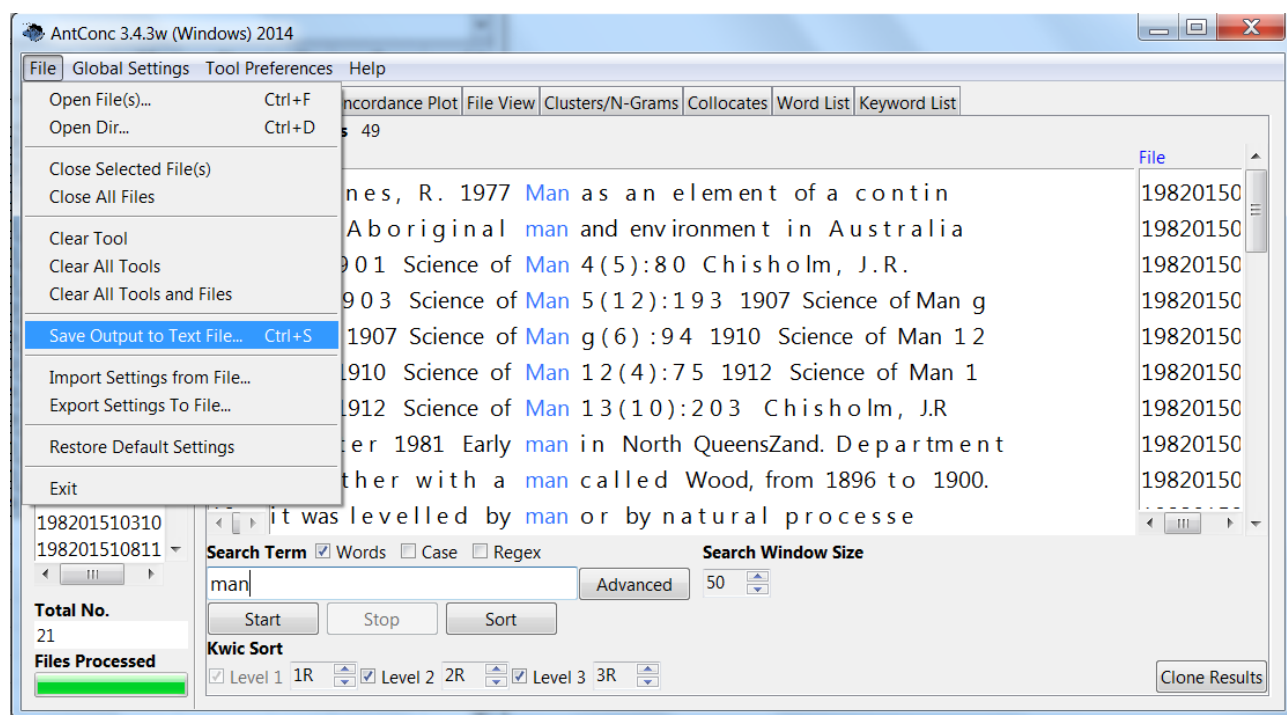 AntConc 3.4.3w (Windows) 2014
File Global Settings Tool Preferences Help
Open File(s)... Ctrl+F
Open Dir... Ctrl+D
Close Selected File(s)
Close All Files
Clear Tool
Clear All Tools
Clear All Tools and Files
Save Output to Text File... Ctrl+S
Import Settings from File...
Export Settings To File...
Restore Default Settings
Exit
ncordance Plot File View Clusters/N-Grams Collocates Word List Keyword List
s 49
File
nes, R. 1977 Man as an element of a contin 19820150
Aboriginal man and environment in Australia 19820150
901 Science of Man 4(5):80 Chisholm, J.R. 19820150
903 Science of Man 5(12):193 1907 Science of Man g 19820150
1907 Science of Man g(6):94 1910 Science of Man 12 19820150
1910 Science of Man 12(4):75 1912 Science of Man 1 19820150
1912 Science of Man 13(10):203 Chisholm, J.R 19820150
er 1981 Early man in North QueensZand. Department 19820150
ther with a man called Wood, from 1896 to 1900. 19820150
it was levelled by man or by natural processe
198201510310
198201510811
Total No.
21
Files Processed
Search Term Words Case Regex Search Window Size
man Advanced 50
Start Stop Sort
Kwic Sort
Level 1 1R Level 2 2R Level 3 3R Clone Results